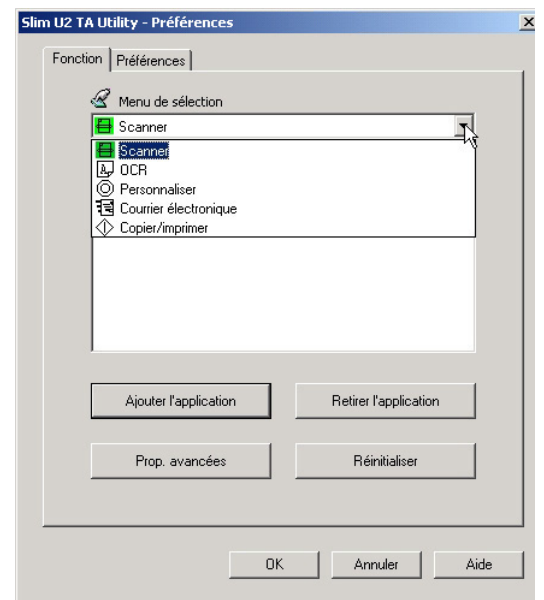 Slim U2 TA Utility - Préférences
Fonction Préférences
Menu de sélection
Scanner
Scanner
OCR
Personnaliser
Courrier électronique
Copier/imprimer
Ajouter l'application Retirer l'application
Prop. avancées Réinitialiser
OK Annuler Aide